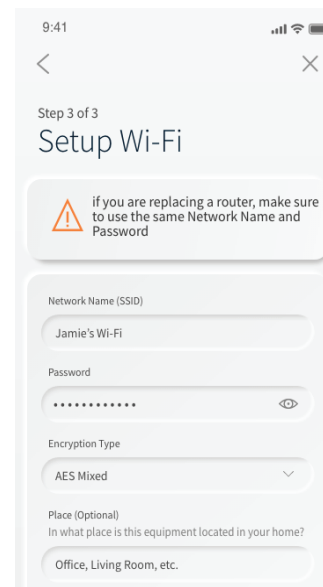 9:41
Step 3 of 3
Setup Wi-Fi
if you are replacing a router, make sure
to use the same Network Name and
Password
Network Name (SSID)
Jamie's Wi-Fi
Password
••••••••••••
Encryption Type
AES Mixed
Place (Optional)
In what place is this equipment located in your home?
Office, Living Room, etc.